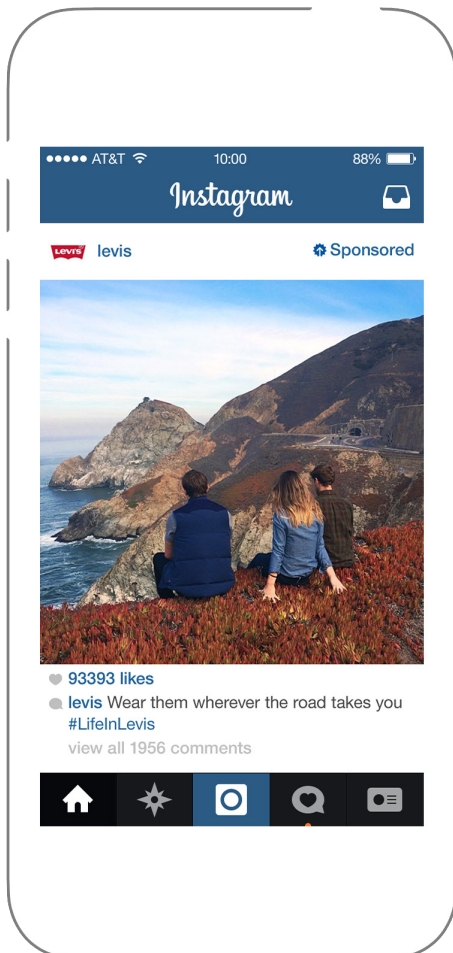 AT&T 10:00 88%
Instagram
LEVI'S levis Sponsored
93393 likes
levis Wear them wherever the road takes you
#LifeInLevis
view all 1956 comments